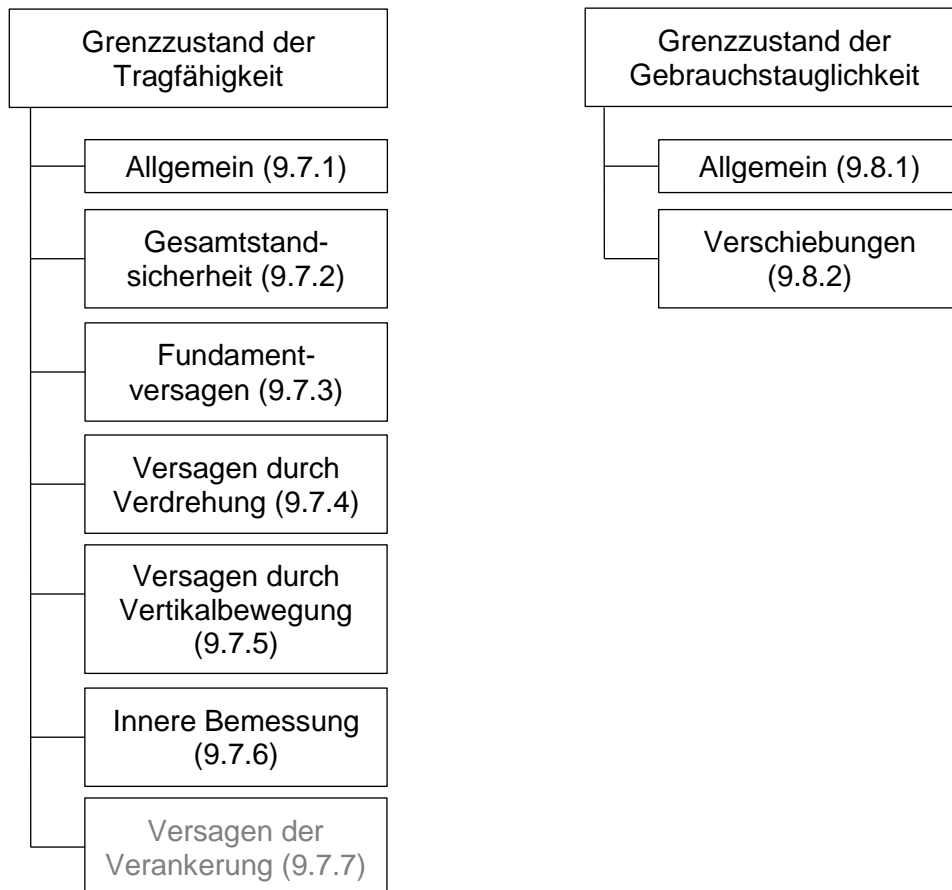 Grenzzustand der
Tragfähigkeit
Allgemein (9.7.1)
Gesamtstand-
sicherheit (9.7.2)
Fundament-
versagen (9.7.3)
Versagen durch
Verdrehung (9.7.4)
Versagen durch
Vertikalbewegung
(9.7.5)
Innere Bemessung
(9.7.6)
Versagen der
Verankerung (9.7.7)
Grenzzustand der
Gebrauchstauglichkeit
Allgemein (9.8.1)
Verschiebungen
(9.8.2)